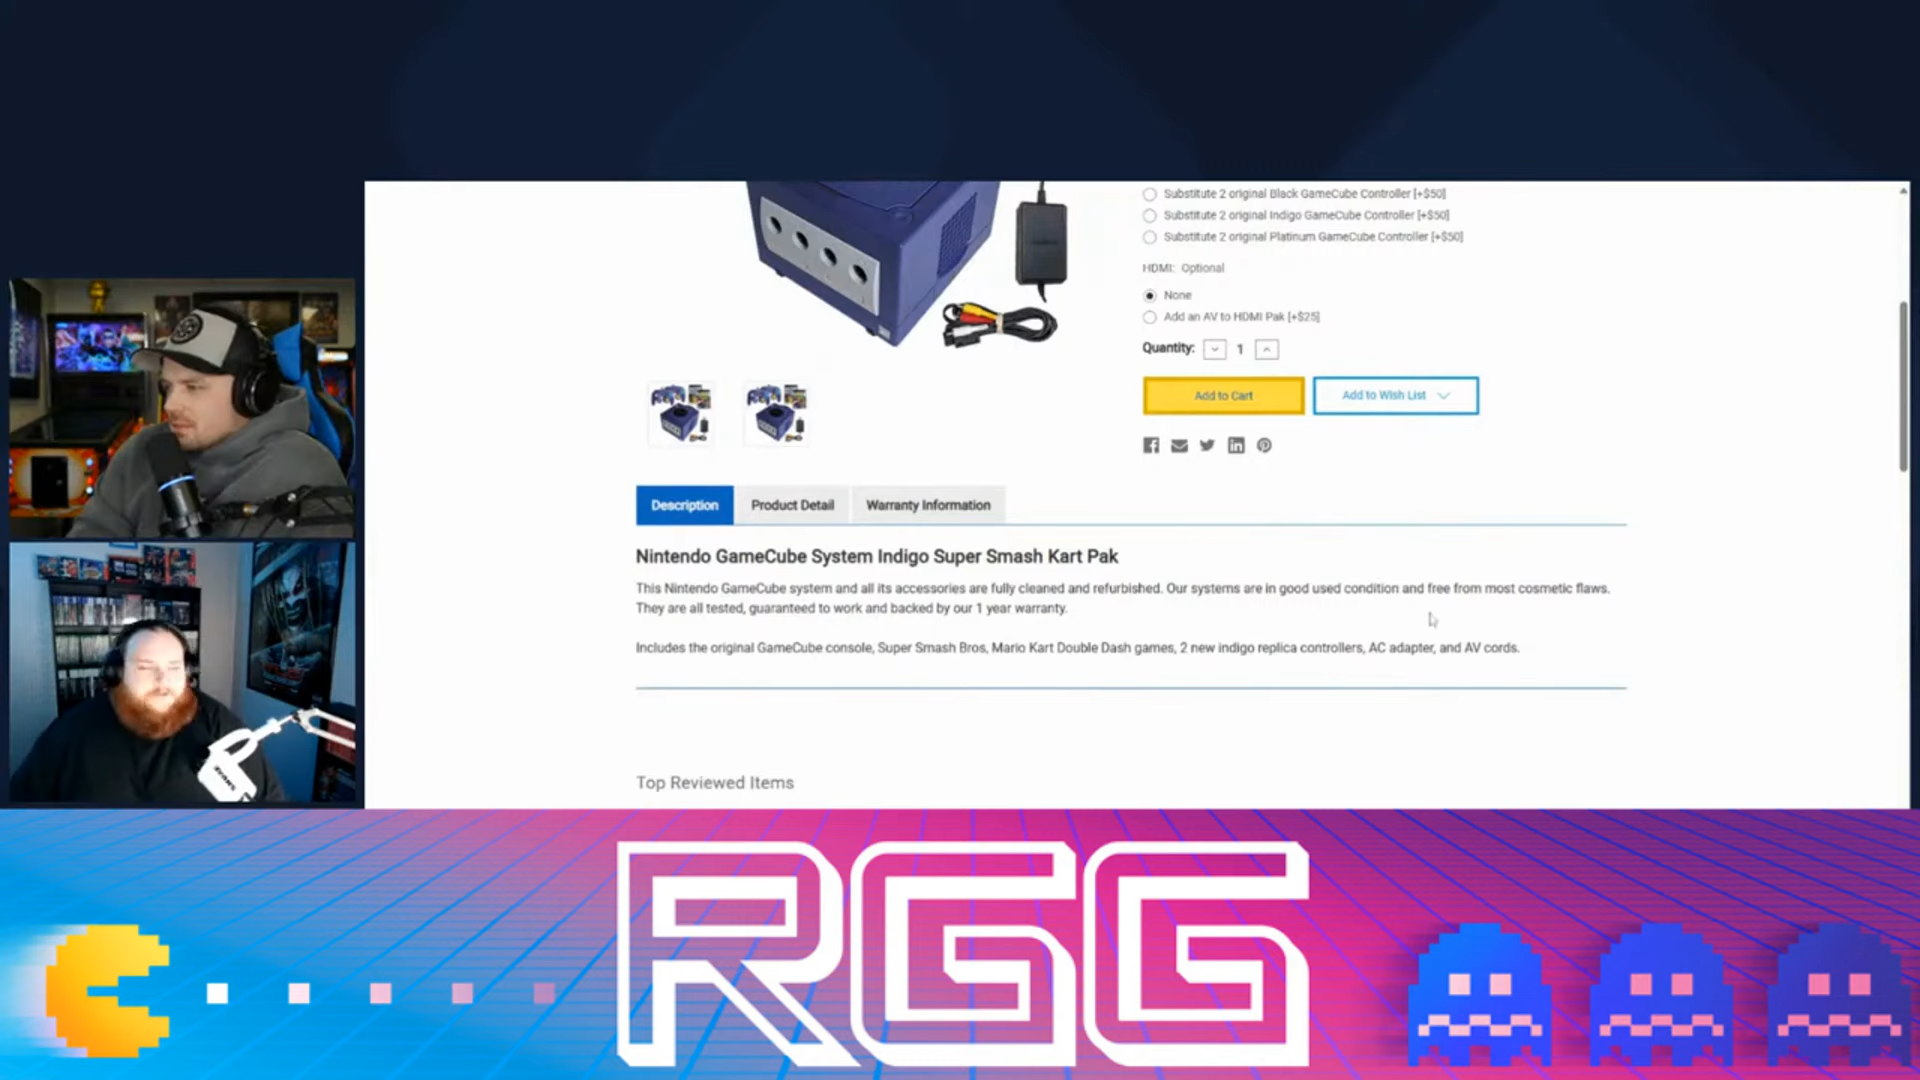 Substitute 2 original Black GameCube Controller [+$50]
Substitute 2 original Indigo GameCube Controller [+$50]
Substitute 2 original Platinum GameCube Controller [+$50]
HDMI: Optional
None
Add an AV to HDMI Pak [+$25]
Quantity: 1
Add to Cart
Add to Wish List
Description
Product Detail
Warranty Information
Nintendo GameCube System Indigo Super Smash Kart Pak
This Nintendo GameCube system and all its accessories are fully cleaned and refurbished. Our systems are in good used condition and free from most cosmetic flaws.
They are all tested, guaranteed to work and backed by our 1 year warranty.
Includes the original GameCube console, Super Smash Bros, Mario Kart Double Dash games, 2 new indigo replica controllers, AC adapter, and AV cords.
Top Reviewed Items
RGG